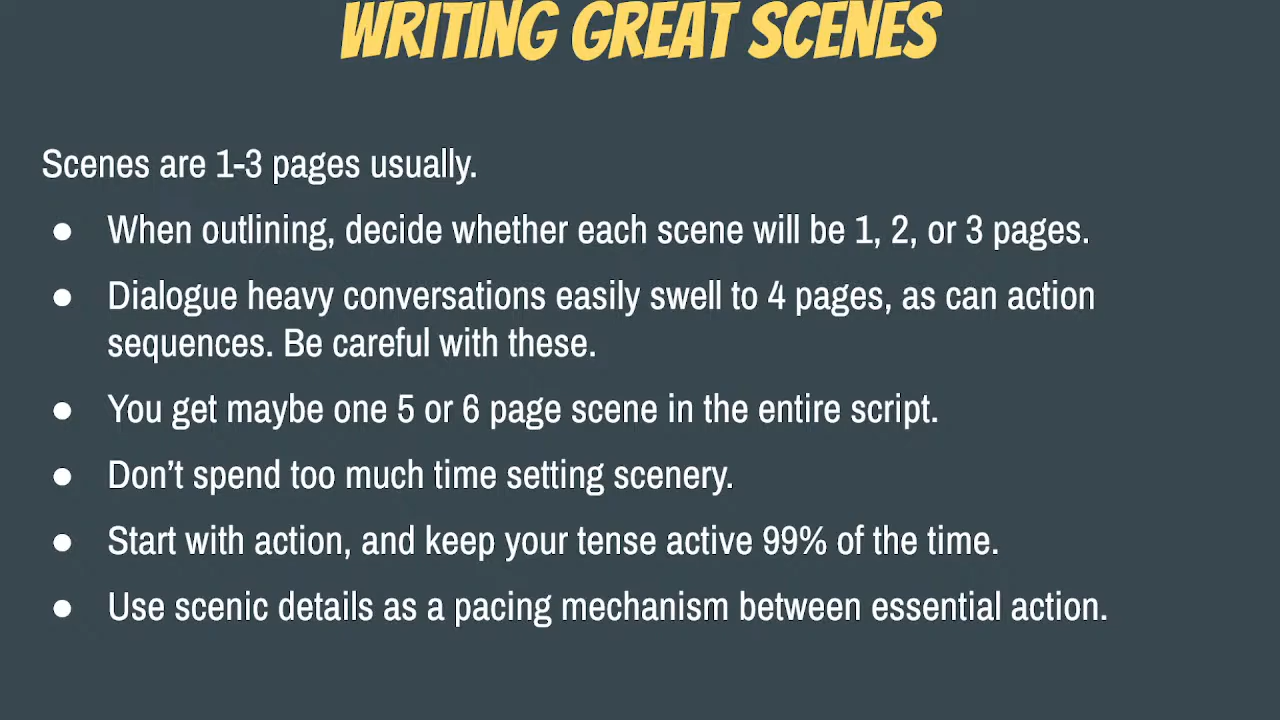 WRITING GREAT SCENES
Scenes are 1-3 pages usually.
● When outlining, decide whether each scene will be 1, 2, or 3 pages.
● Dialogue heavy conversations easily swell to 4 pages, as can action
sequences. Be careful with these.
● You get maybe one 5 or 6 page scene in the entire script.
● Don’t spend too much time setting scenery.
● Start with action, and keep your tense active 99% of the time.
● Use scenic details as a pacing mechanism between essential action.